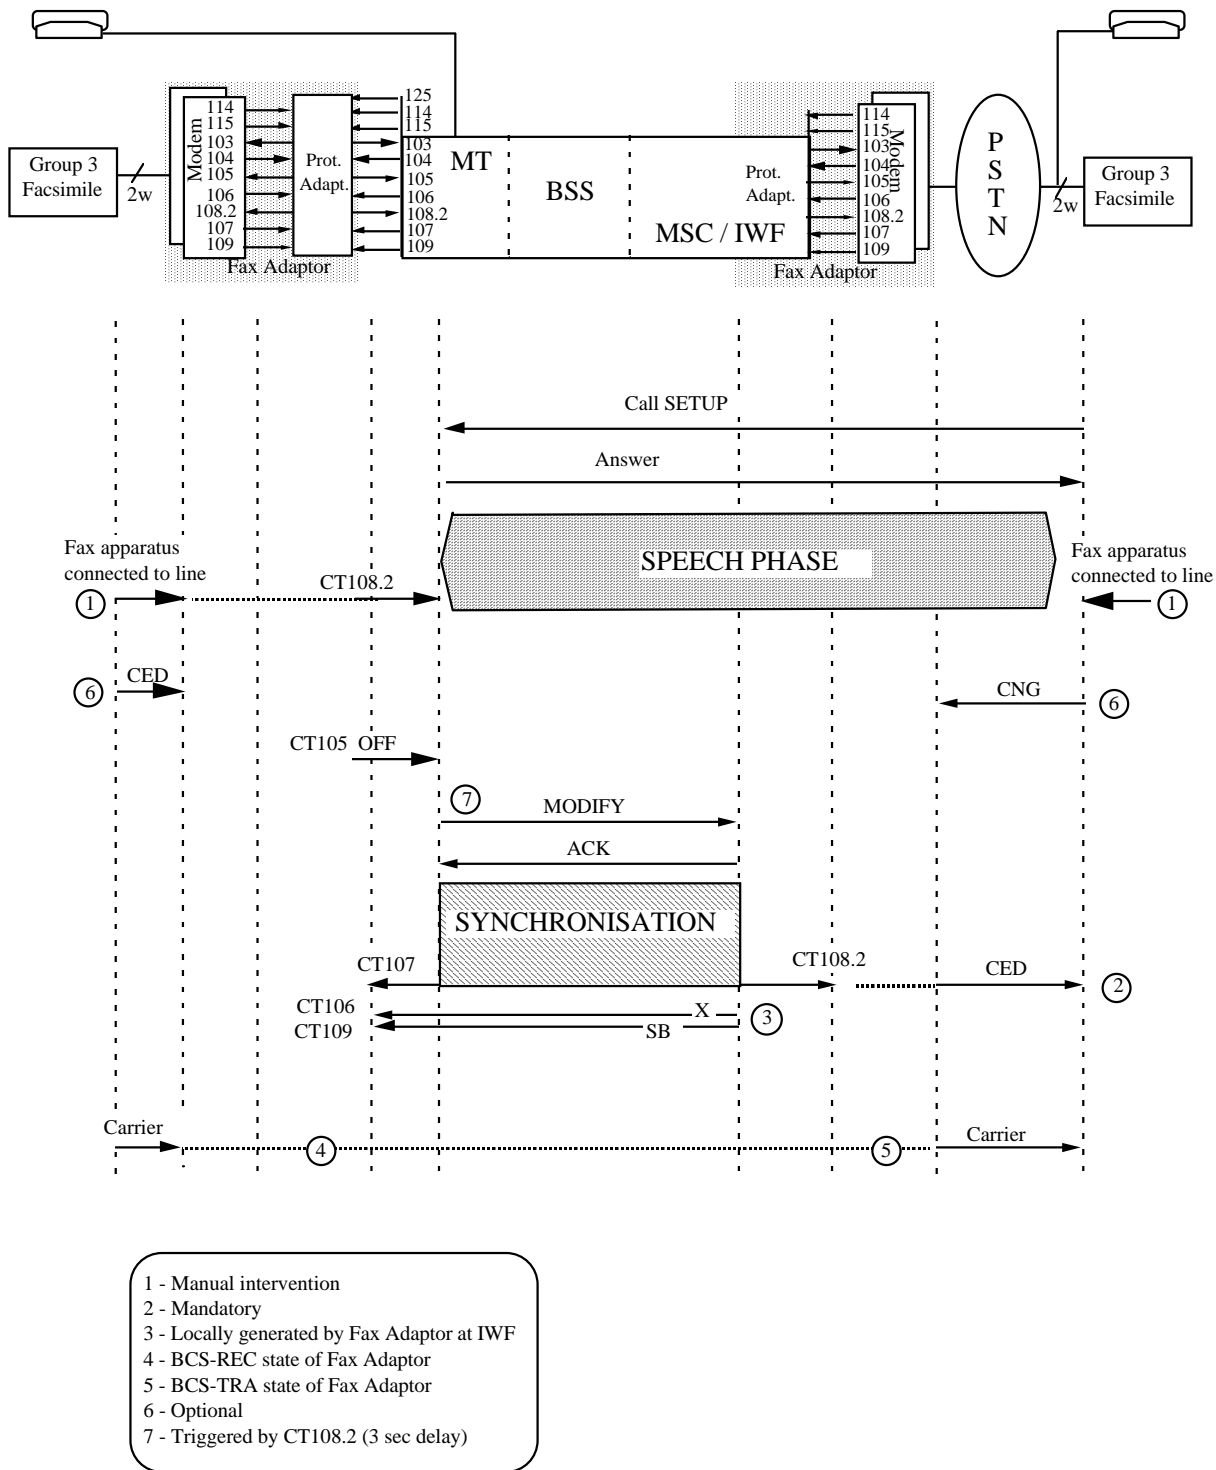 125
114
115
103
104
105
106
108.2
107
109
Modem
Group 3
Facsimile
2w
Prot.
Adapt.
Fax Adaptor
114
115
103
104
105
106
108.2
107
109
MT
BSS
MSC / IWF
Prot.
Adapt.
Fax Adaptor
114
115
103
104
105
106
108.2
107
109
Modem
P
S
T
N
2w
Group 3
Facsimile
Call SETUP
Answer
SPEECH PHASE
Fax apparatus
connected to line
1
CT108.2
Fax apparatus
connected to line
1
6
CED
CNG
6
CT105 OFF
7
MODIFY
ACK
SYNCHRONISATION
CT107
CT108.2
CED
2
CT106
X
3
CT109
SB
Carrier
4
5
Carrier
1 - Manual intervention
2 - Mandatory
3 - Locally generated by Fax Adaptor at IWF
4 - BCS-REC state of Fax Adaptor
5 - BCS-TRA state of Fax Adaptor
6 - Optional
7 - Triggered by CT108.2 (3 sec delay)